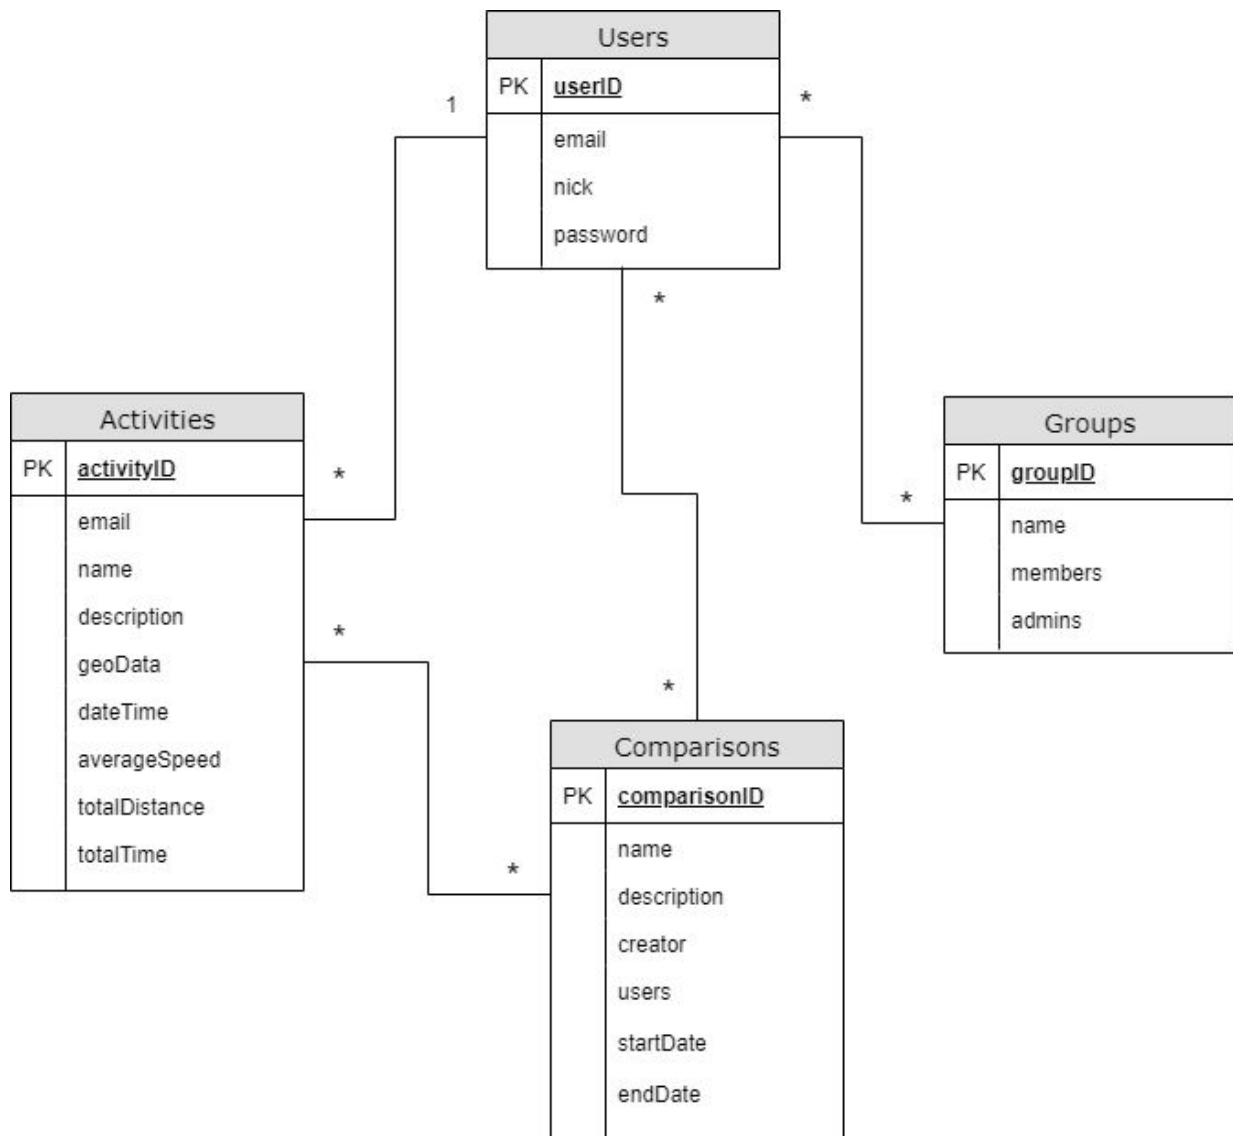 Users
PK userID
1
*
email
nick
password
*
Activities
PK activityID
*
email
name
description
*
geoData
dateTime
averageSpeed
totalDistance
totalTime
Groups
PK groupID
*
name
members
admins
*
Comparisons
PK comparisonID
*
name
description
creator
users
startDate
endDate